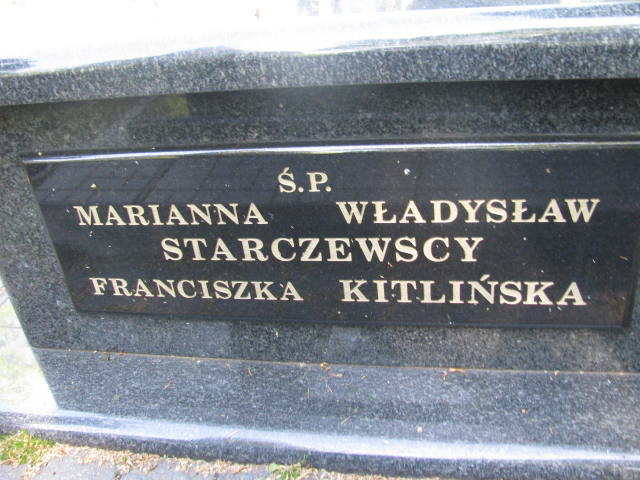 Ś.P.
MARIANNA WŁADYSŁAW
STARCZEWSCY
FRANCISZKA KITLIŃSKA